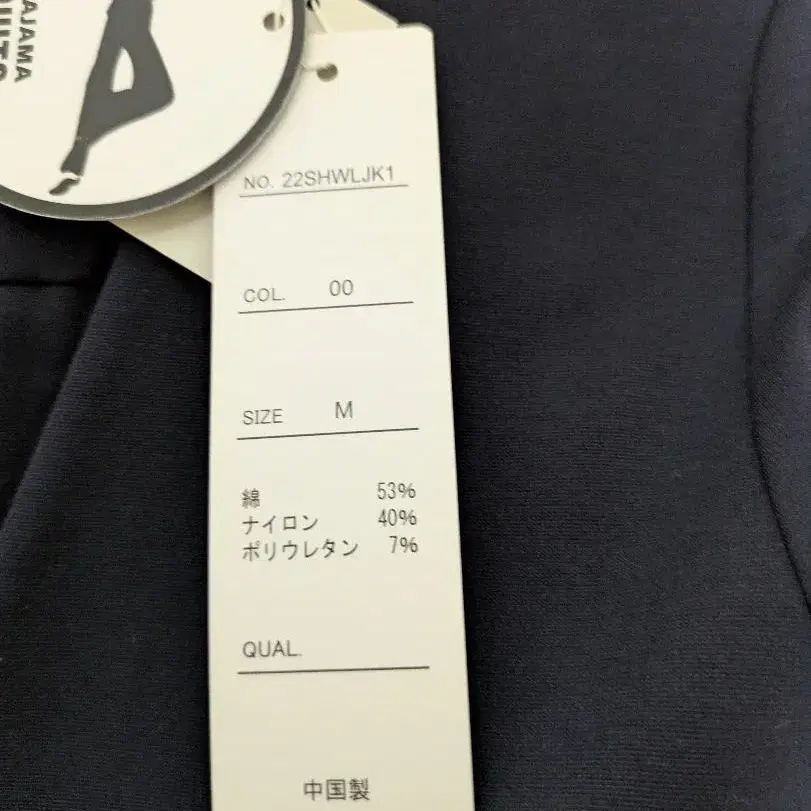 AJAMA
NO. 22SHWLJK1
COL. 00
SIZE M
綿 53%
ナイロン 40%
ポリウレタン 7%
QUAL.
中国製